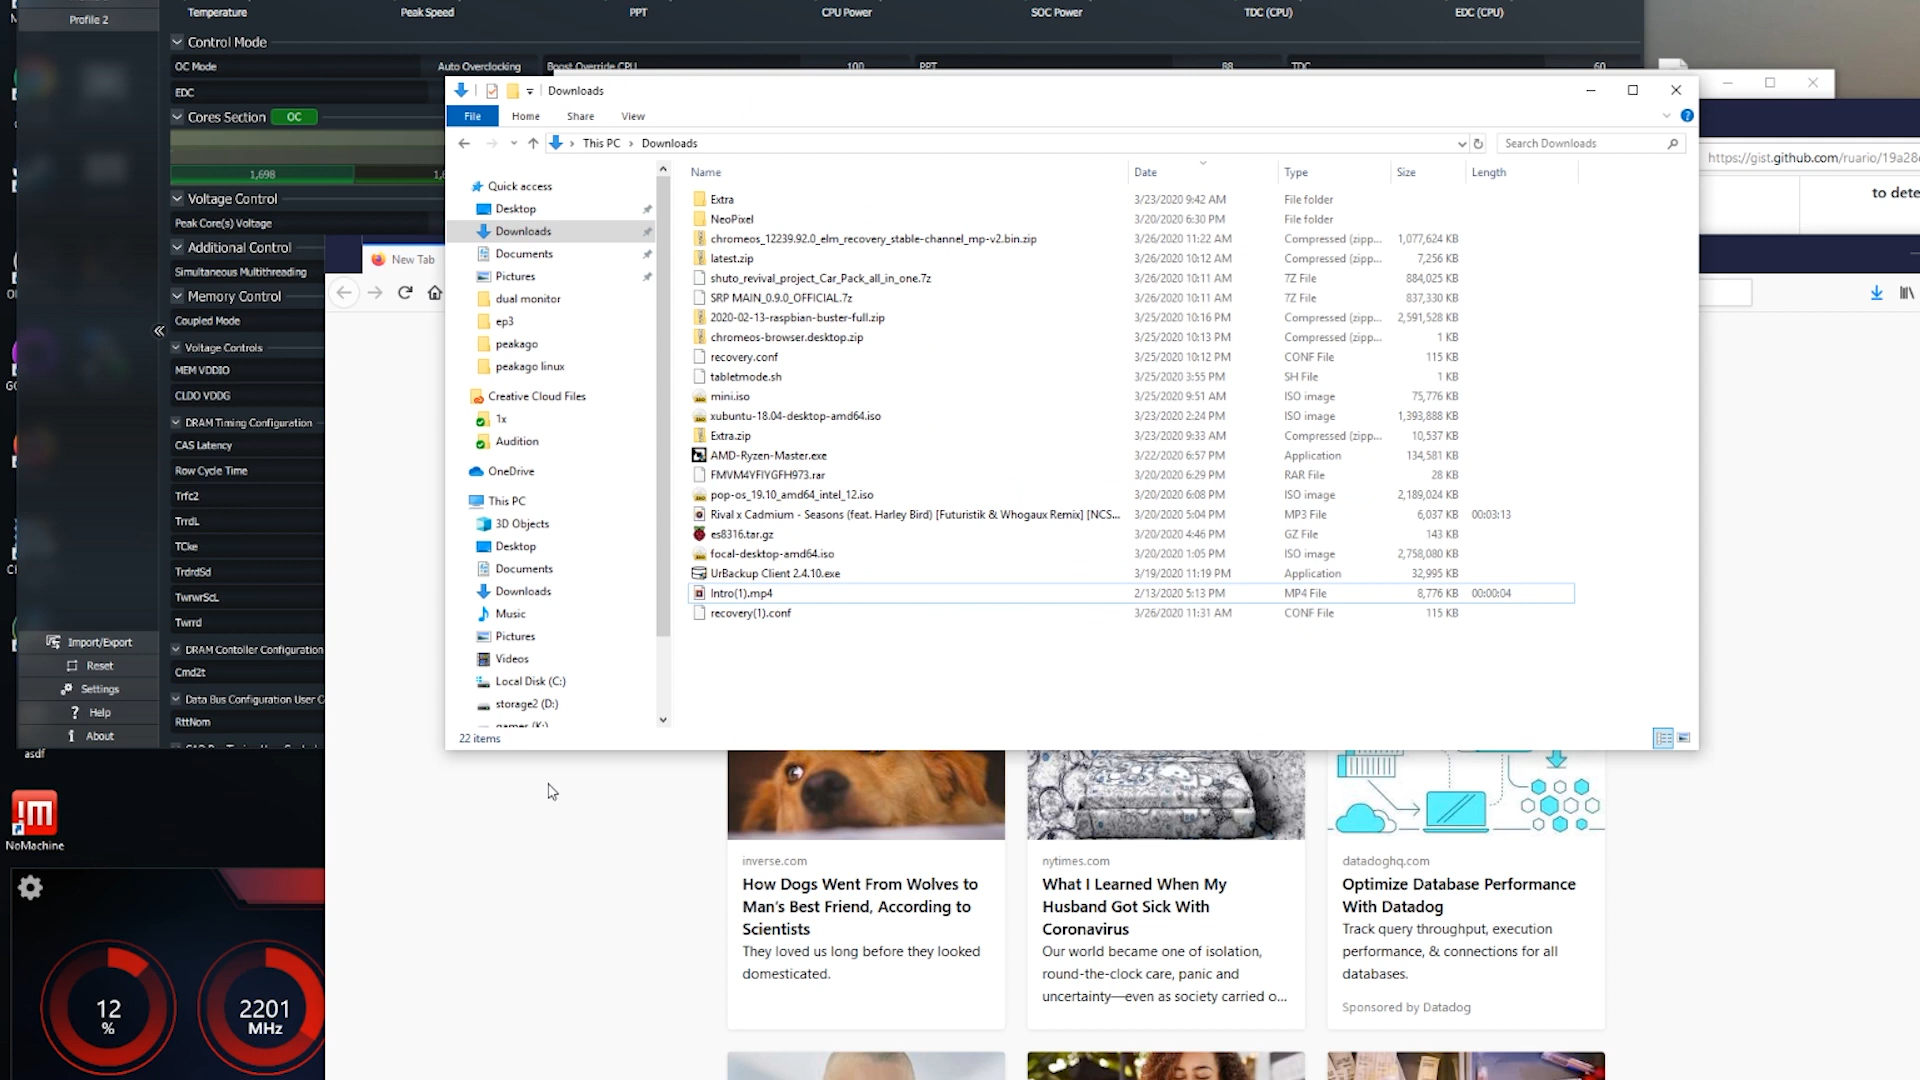 Profile 2
Temperature
Peak Speed
PPT
CPU Power
SOC Power
TDC (CPU)
EDC (CPU)
Control Mode
OC Mode
Auto Overclocking
Boost Override CPU
100
PPT
88
TDC
60
EDC
Cores Section
OC
1,698
Voltage Control
Peak Core(s) Voltage
Additional Control
Simultaneous Multithreading
Memory Control
Coupled Mode
Voltage Controls
MEM VDDIO
CLDO VDDG
DRAM Timing Configuration
CAS Latency
Row Cycle Time
Trfc2
TrrdL
TCke
TrdrdSd
TwrwrScL
Twrrd
DRAM Contoller Configuration
Cmd2t
Data Bus Configuration User C
RttNom
Import/Export
Reset
Settings
Help
About
asdf
NoMachine
12
%
2201
MHz
New Tab
https://gist.github.com/ruario/19a28
to dete
Downloads
File
Home
Share
View
This PC
Downloads
Search Downloads
Quick access
Desktop
Downloads
Documents
Pictures
dual monitor
ep3
peakago
peakago linux
Creative Cloud Files
1x
Audition
OneDrive
This PC
3D Objects
Desktop
Documents
Downloads
Music
Pictures
Videos
Local Disk (C:)
storage2 (D:)
games (K:)
22 items
Name Date Type Size Length
Extra 3/23/2020 9:42 AM File folder
NeoPixel 3/20/2020 6:30 PM File folder
chromeos_12239.92.0_elm_recovery_stable-channel_mp-v2.bin.zip 3/26/2020 11:22 AM Compressed (zipp... 1,077,624 KB
latest.zip 3/26/2020 10:12 AM Compressed (zipp... 7,256 KB
shuto_revival_project_Car_Pack_all_in_one.7z 3/26/2020 10:11 AM 7Z File 884,025 KB
SRP MAIN_0.9.0_OFFICIAL.7z 3/26/2020 10:11 AM 7Z File 837,330 KB
2020-02-13-raspbian-buster-full.zip 3/25/2020 10:16 PM Compressed (zipp... 2,591,528 KB
chromeos-browser.desktop.zip 3/25/2020 10:13 PM Compressed (zipp... 1 KB
recovery.conf 3/25/2020 10:12 PM CONF File 115 KB
tabletmode.sh 3/25/2020 3:55 PM SH File 1 KB
mini.iso 3/25/2020 9:51 AM ISO image 75,776 KB
xubuntu-18.04-desktop-amd64.iso 3/23/2020 2:24 PM ISO image 1,393,888 KB
Extra.zip 3/23/2020 9:33 AM Compressed (zipp... 10,537 KB
AMD-Ryzen-Master.exe 3/22/2020 6:57 PM Application 134,581 KB
FMVM4YFIYGFH973.rar 3/20/2020 6:29 PM RAR File 28 KB
pop-os_19.10_amd64_intel_12.iso 3/20/2020 6:08 PM ISO image 2,189,024 KB
Rival x Cadmium - Seasons (feat. Harley Bird) [Futuristik & Whogaux Remix] [NCS... 3/20/2020 5:04 PM MP3 File 6,037 KB 00:03:13
es8316.tar.gz 3/20/2020 4:46 PM GZ File 143 KB
focal-desktop-amd64.iso 3/20/2020 1:05 PM ISO image 2,758,080 KB
UrBackup Client 2.4.10.exe 3/19/2020 11:19 PM Application 32,995 KB
Intro(1).mp4 2/13/2020 5:13 PM MP4 File 8,776 KB 00:00:04
recovery(1).conf 3/26/2020 11:31 AM CONF File 115 KB
inverse.com
How Dogs Went From Wolves to
Man's Best Friend, According to
Scientists
They loved us long before they looked
domesticated.
nytimes.com
What I Learned When My
Husband Got Sick With
Coronavirus
Our world became one of isolation,
round-the-clock care, panic and
uncertainty—even as society carried o...
datadoghq.com
Optimize Database Performance
With Datadog
Track query throughput, execution
performance, & connections for all
databases.
Sponsored by Datadog